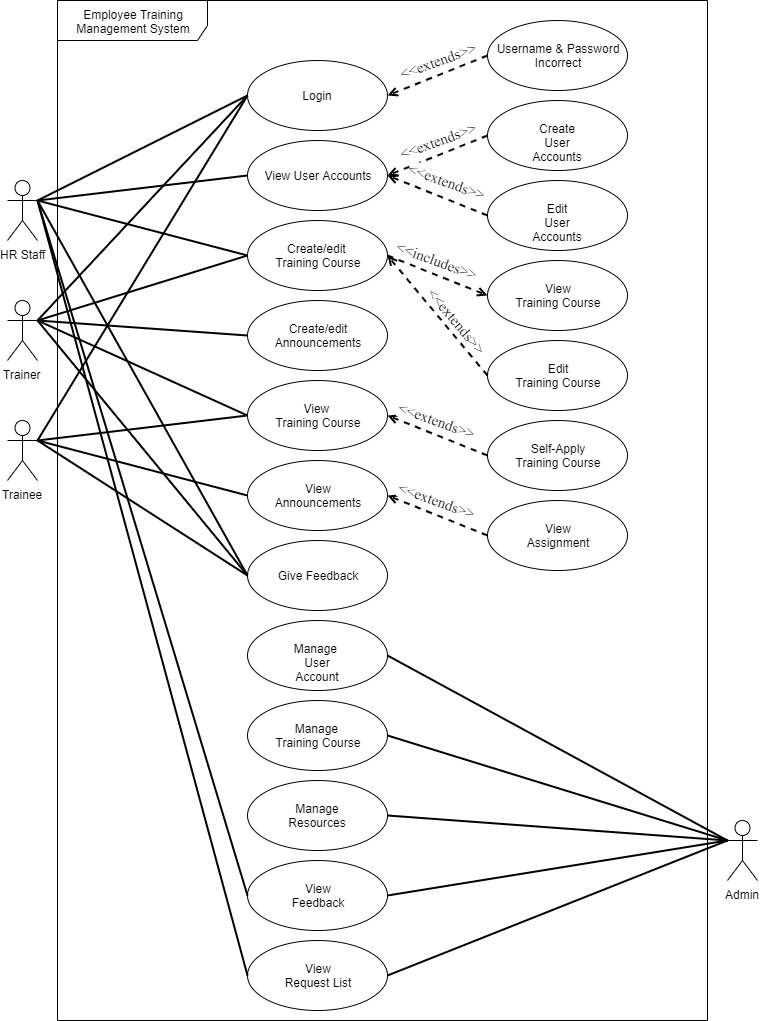 Employee Training
Management System
Username & Password
Incorrect
<<extends>>
Login
Create
User
Accounts
<<extends>>
View User Accounts
<<extends>>
Edit
User
Accounts
HR Staff
Create/edit
Training Course
<<includes>>
View
Training Course
<<extends>>
Trainer
Create/edit
Announcements
Edit
Training Course
View
Training Course
<<extends>>
Self-Apply
Training Course
Trainee
View
Announcements
<<extends>>
View
Assignment
Give Feedback
Manage
User
Account
Manage
Training Course
Manage
Resources
View
Feedback
Admin
View
Request List